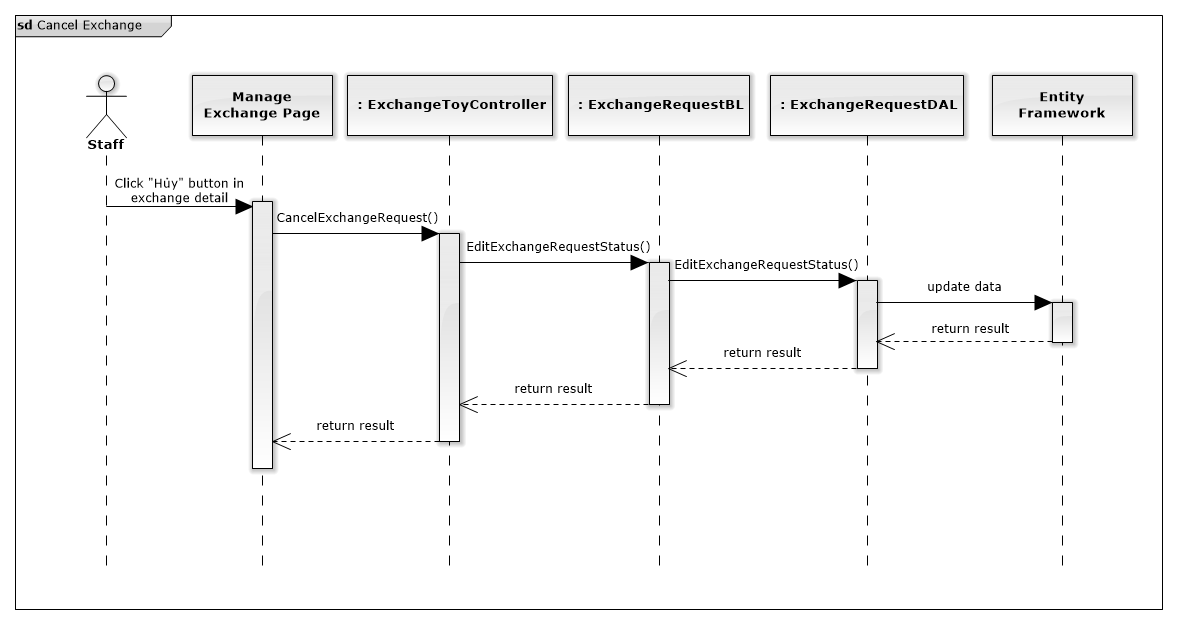 sd Cancel Exchange
Staff
Manage
Exchange Page
: ExchangeToyController
: ExchangeRequestBL
: ExchangeRequestDAL
Entity
Framework
Click "Hủy" button in
exchange detail
CancelExchangeRequest()
EditExchangeRequestStatus()
EditExchangeRequestStatus()
update data
return result
return result
return result
return result